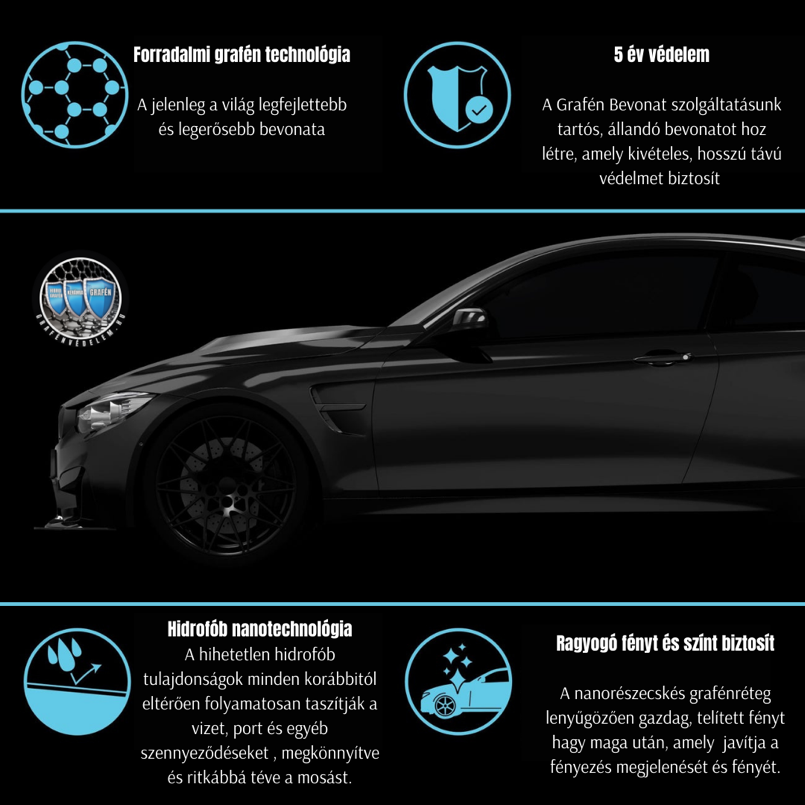 Forradalmi grafén technológia
A jelenleg a világ legfejlettebb
és legerősebb bevonata
5 év védelem
A Grafén Bevonat szolgáltatásunk
tartós, állandó bevonatot hoz
létre, amely kivételes, hosszú távú
védelmet biztosít
GRAFÉN
GRAFÉNVÉDELEM.HU
Hidrofób nanotechnológia
A hihetetlen hidrofób
tulajdonságok minden korábbitól
eltérően folyamatosan taszítják a
vizet, port és egyéb
szennyeződéseket , megkönnyítve
és ritkábbá téve a mosást.
Ragyogó fényt és színt biztosít
A nanorészecskés grafénréteg
lenyűgözően gazdag, telített fényt
hagy maga után, amely  javítja a
fényezés megjelenését és fényét.